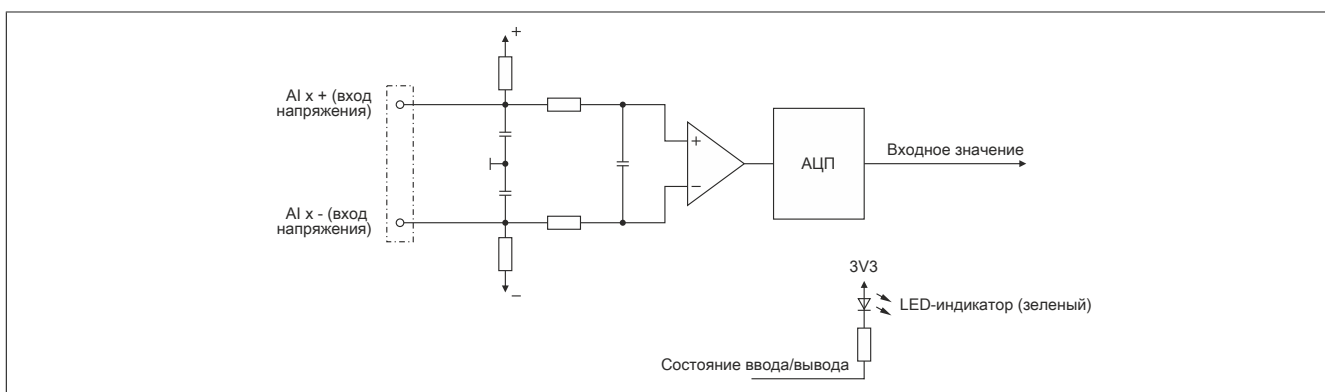 +
AI x + (вход
напряжения)
+
АЦП
Входное значение
−
AI x - (вход
напряжения)
−
3V3
LED-индикатор (зеленый)
Состояние ввода/вывода